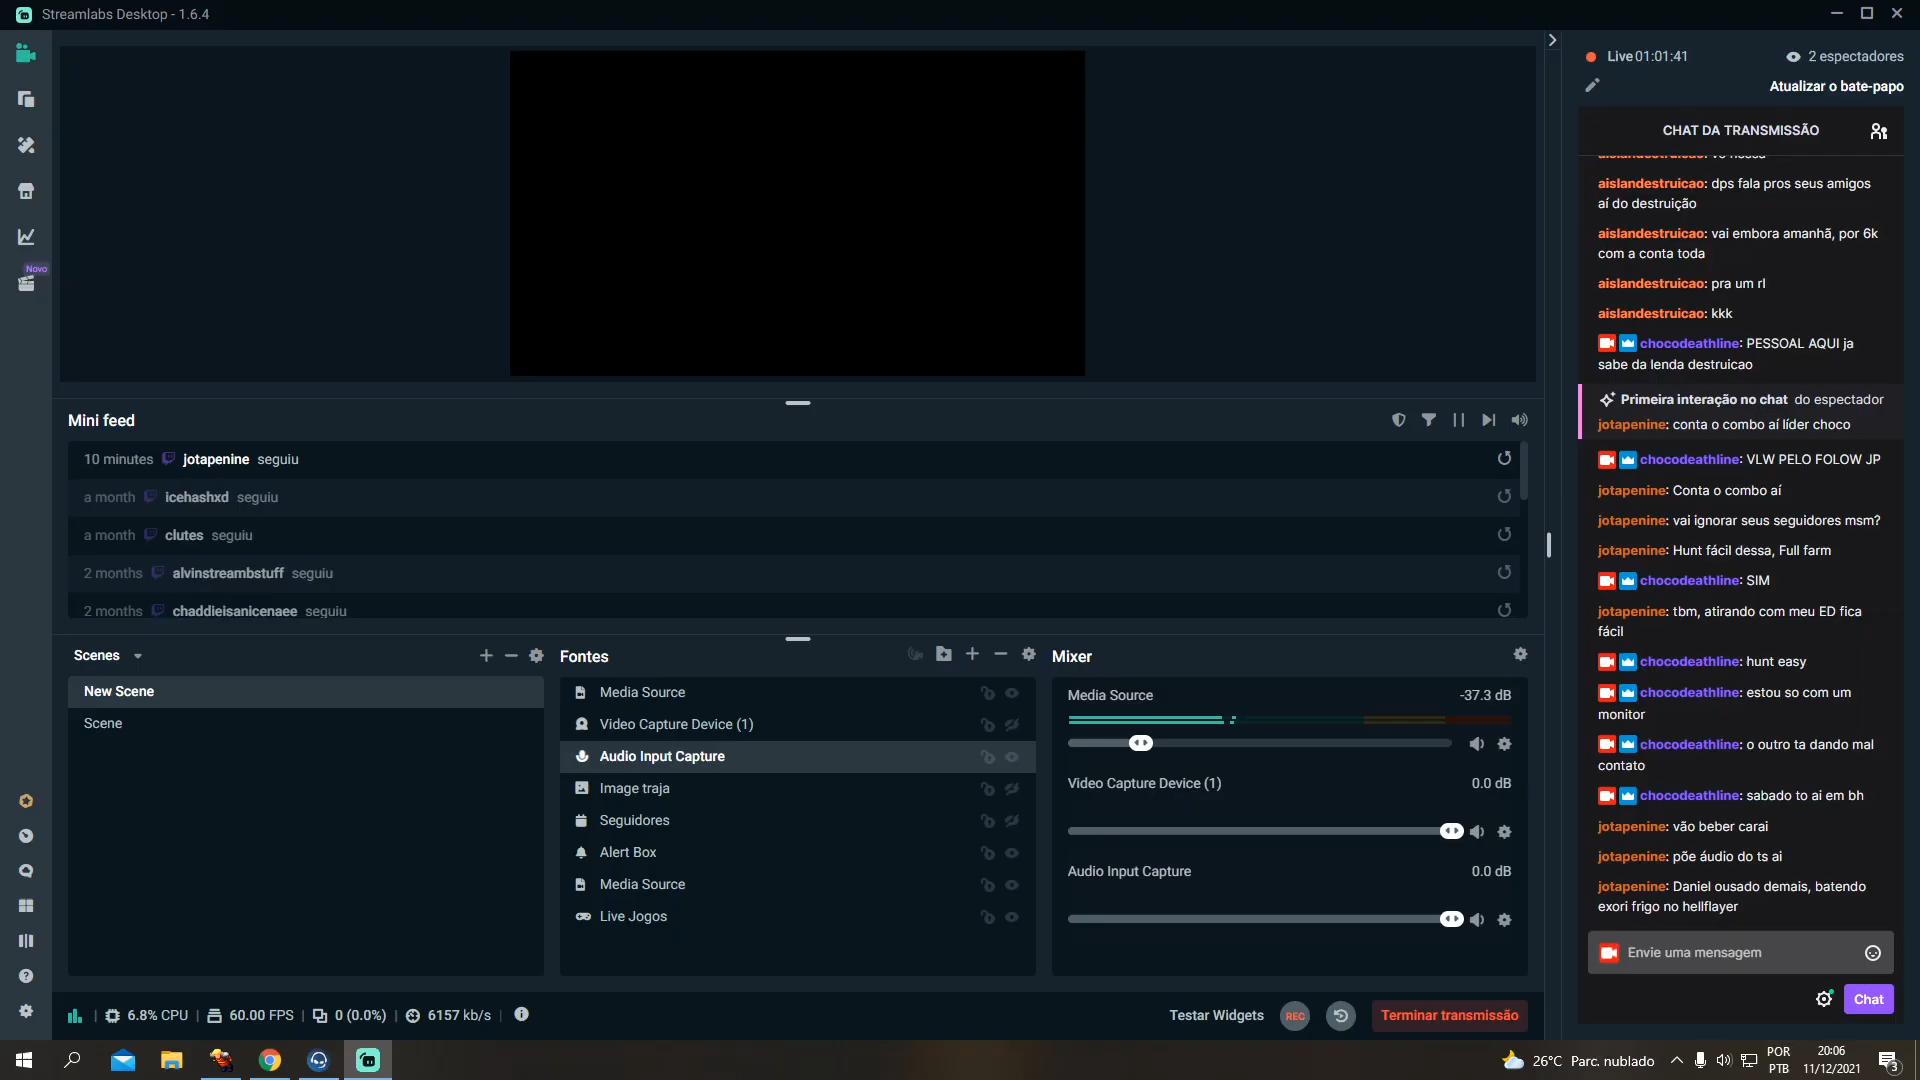 Streamlabs Desktop - 1.6.4
Novo
Mini feed
10 minutes jotapenine seguiu
a month icehashxd seguiu
a month clutes seguiu
2 months alvinstreambstuff seguiu
2 months chaddieisanicenaee seguiu
Scenes
New Scene
Scene
Fontes
Media Source
Video Capture Device (1)
Audio Input Capture
Image traja
Seguidores
Alert Box
Media Source
Live Jogos
Mixer
Media Source -37.3 dB
Video Capture Device (1) 0.0 dB
Audio Input Capture 0.0 dB
6.8% CPU | 60.00 FPS | 0 (0.0%) | 6157 kb/s
Testar Widgets REC Terminar transmissão
Live 01:01:41 2 espectadores
Atualizar o bate-papo
CHAT DA TRANSMISSÃO
aislandestruicao: dps fala pros seus amigos
aí do destruição
aislandestruicao: vai embora amanhã, por 6k
com a conta toda
aislandestruicao: pra um rl
aislandestruicao: kkk
chocodeathline: PESSOAL AQUI ja
sabe da lenda destruicao
Primeira interação no chat do espectador
jotapenine: conta o combo aí líder choco
chocodeathline: VLW PELO FOLOW JP
jotapenine: Conta o combo aí
jotapenine: vai ignorar seus seguidores msm?
jotapenine: Hunt fácil dessa, Full farm
chocodeathline: SIM
jotapenine: tbm, atirando com meu ED fica
fácil
chocodeathline: hunt easy
chocodeathline: estou so com um
monitor
chocodeathline: o outro ta dando mal
contato
chocodeathline: sabado to ai em bh
jotapenine: vão beber carai
jotapenine: põe áudio do ts ai
jotapenine: Daniel ousado demais, batendo
exori frigo no hellflayer
Envie uma mensagem
Chat
26°C Parc. nublado
POR
PTB
20:06
11/12/2021
3